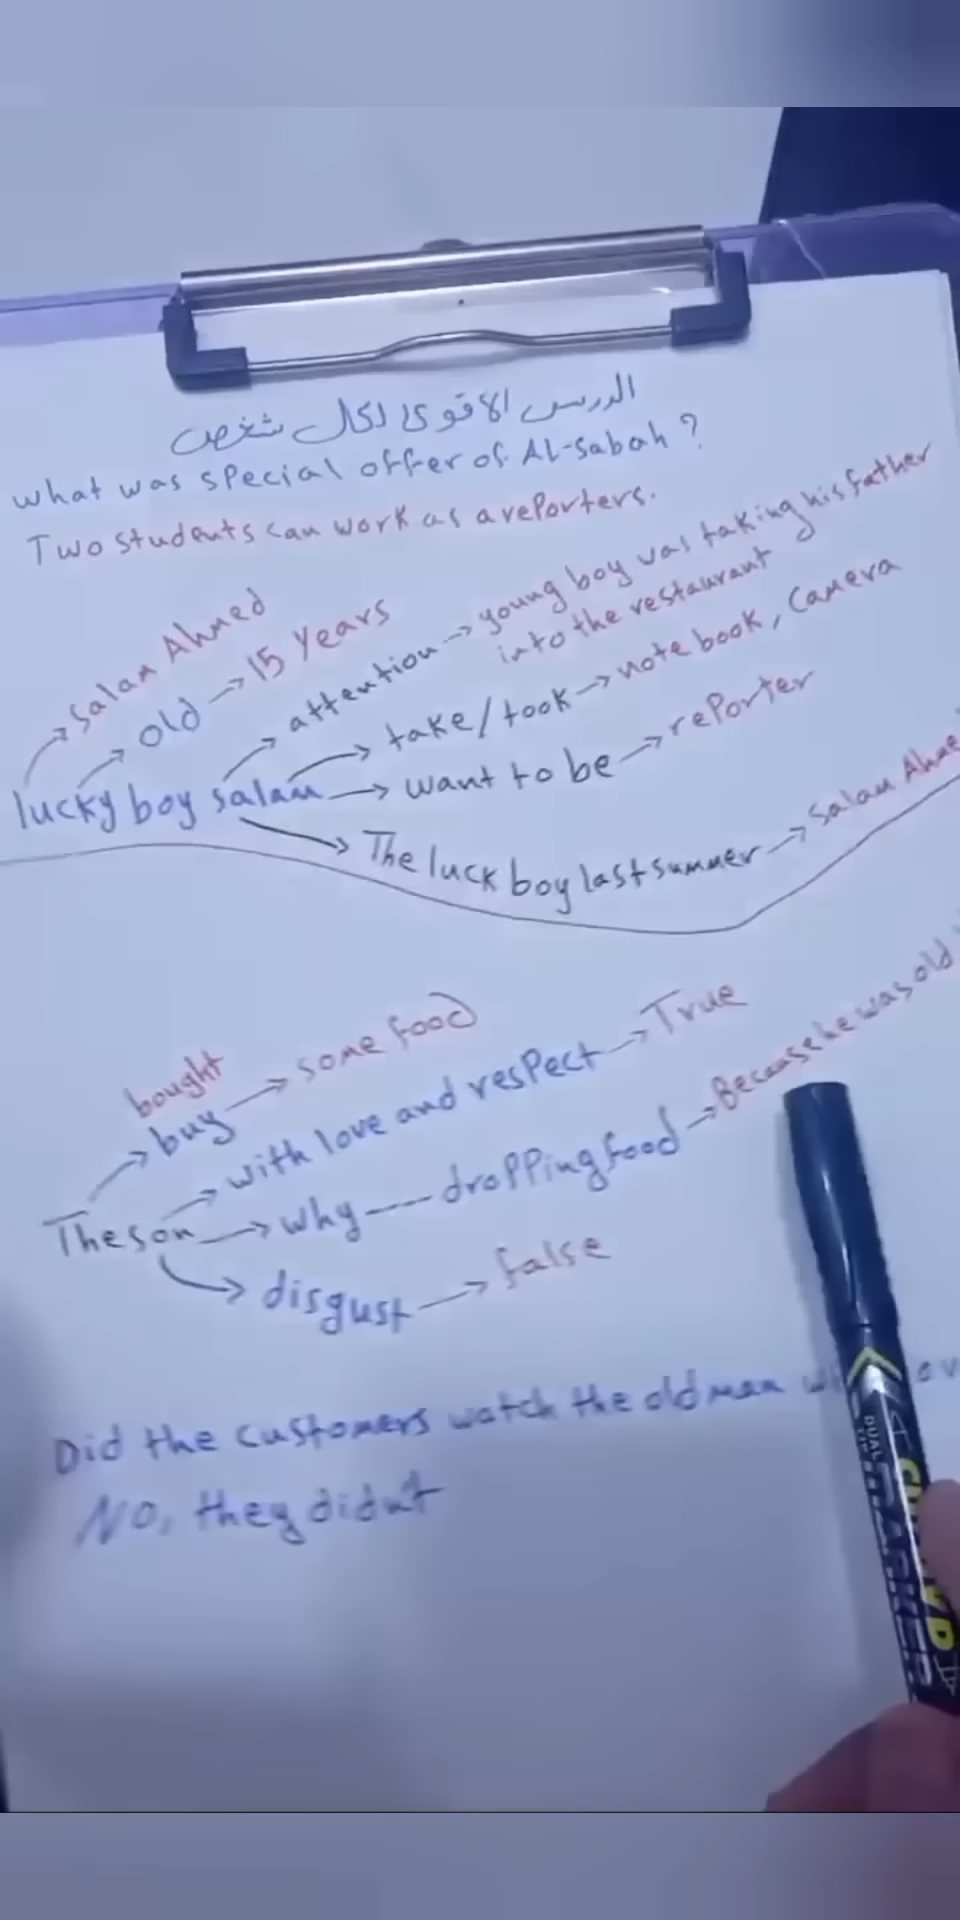 الدرس الاقوى لكل شخص
What was special offer of AL-sabah ?
Two students can work as a reporters.
lucky boy salam
→ Salam Ahmed
old → 15 years
attention → young boy was taking his father
into the restaurant
take/took → note book, Camera
want to be → reporter
The luck boy last summer → Salam Ahme
The son
bought
buy → some food
with love and respect → True
why — dropping food → Because he was old
disgust → false
Did the customers watch the old man
No, they didn't
DUAL